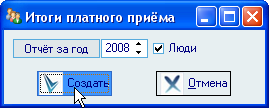 Итоги платного приёма
Отчёт за год 2008 Люди
Создать Отмена